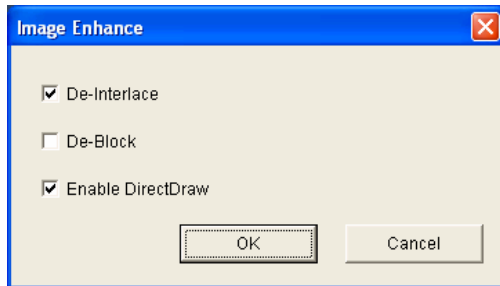 Image Enhance
De-Interlace
De-Block
Enable DirectDraw
OK Cancel